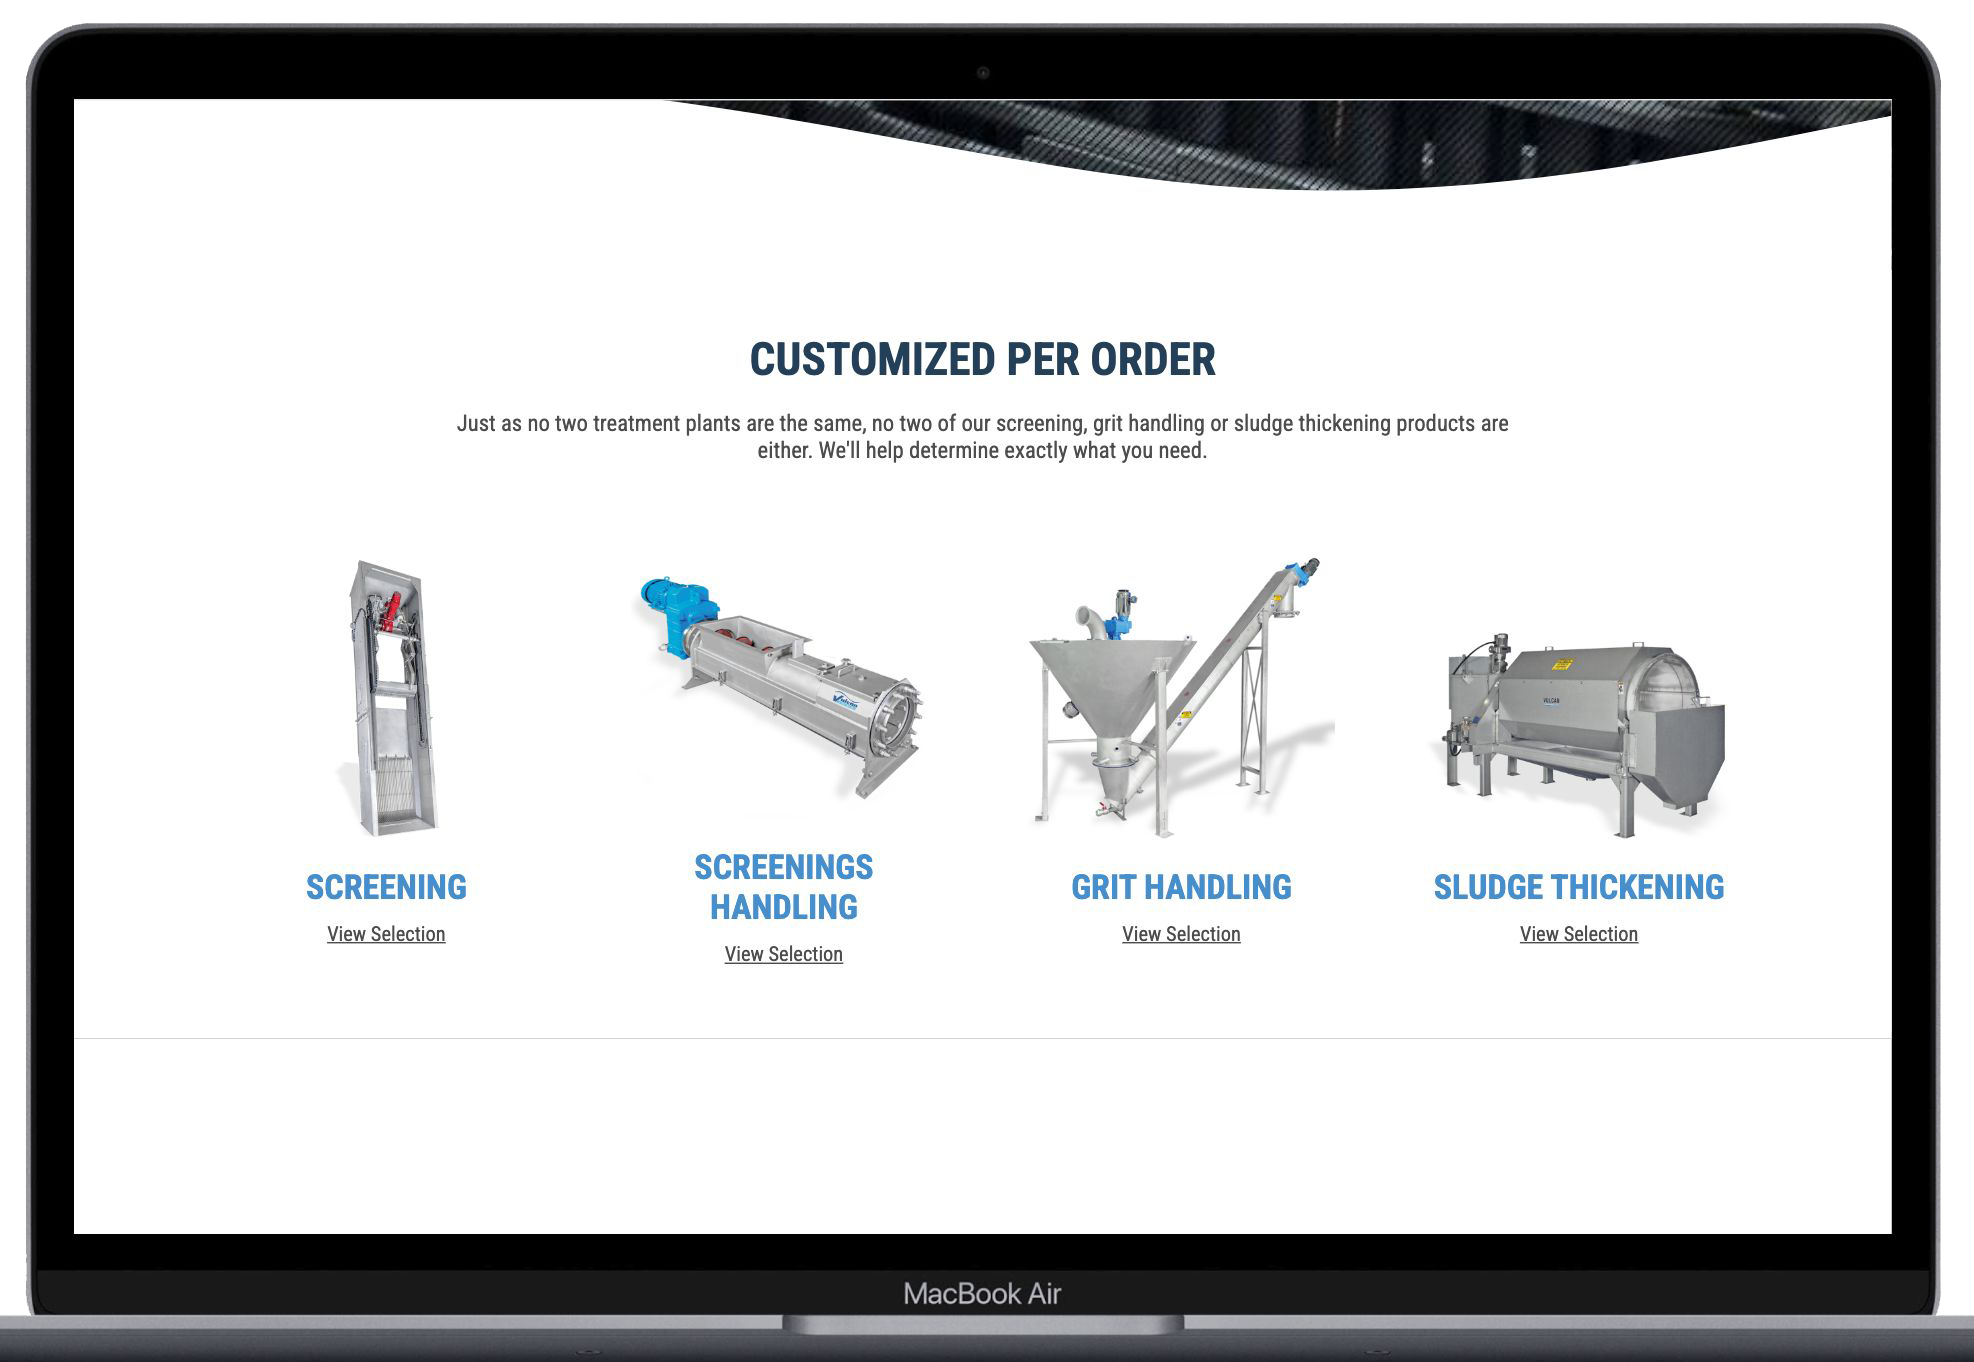 CUSTOMIZED PER ORDER
Just as no two treatment plants are the same, no two of our screening, grit handling or sludge thickening products are
either. We'll help determine exactly what you need.
Vulcan
VULCAN
SCREENING
SCREENINGS
HANDLING
GRIT HANDLING
SLUDGE THICKENING
View Selection
View Selection
View Selection
View Selection
MacBook Air